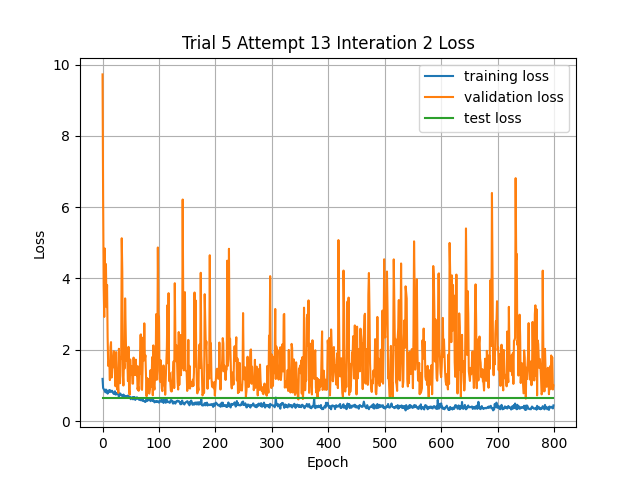 Trial 5 Attempt 13 Interation 2 Loss
training loss
validation loss
test loss
10
8
6
4
2
0
Loss
0 100 200 300 400 500 600 700 800
Epoch